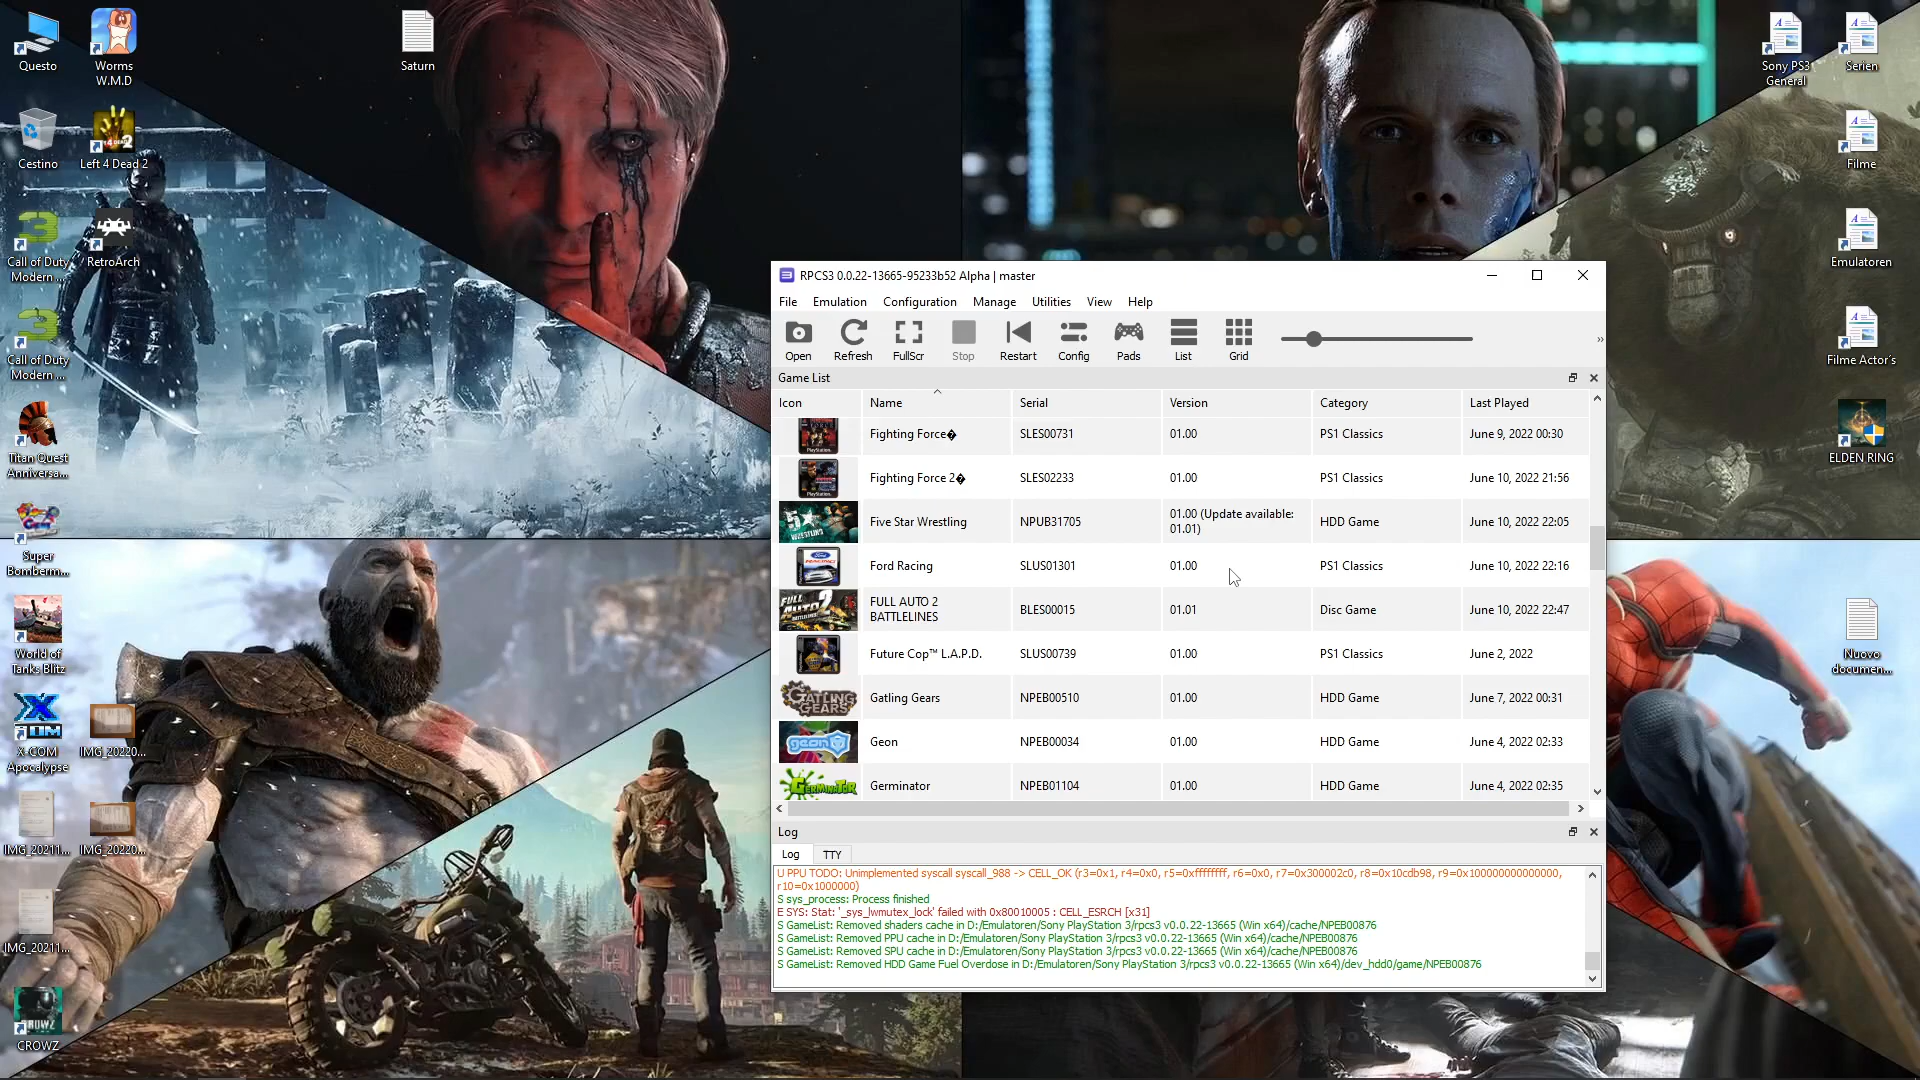 Questo
Worms
W.M.D
Saturn
Sony PS3
General
Serien
Cestino
Left 4 Dead 2
Filme
Call of Duty
Modern ...
RetroArch
Emulatoren
Call of Duty
Modern ...
Filme Actor's
Titan Quest
Anniversa...
ELDEN RING
Super
Bomberm...
World of
Tanks Blitz
Nuovo
documen...
X-COM
Apocalypse
IMG_20220...
IMG_20211...
IMG_20220...
IMG_20211...
CROWZ
RPCS3 0.0.22-13665-95233b52 Alpha | master
File Emulation Configuration Manage Utilities View Help
Open Refresh FullScr Stop Restart Config Pads List Grid »
Game List
Icon Name Serial Version Category Last Played
Fighting Force� SLES00731 01.00 PS1 Classics June 9, 2022 00:30
Fighting Force 2� SLES02233 01.00 PS1 Classics June 10, 2022 21:56
Five Star Wrestling NPUB31705 01.00 (Update available: 01.01) HDD Game June 10, 2022 22:05
Ford Racing SLUS01301 01.00 PS1 Classics June 10, 2022 22:16
FULL AUTO 2
BATTLELINES BLES00015 01.01 Disc Game June 10, 2022 22:47
Future Cop™ L.A.P.D. SLUS00739 01.00 PS1 Classics June 2, 2022
GATLING GEARS Gatling Gears NPEB00510 01.00 HDD Game June 7, 2022 00:31
geon Geon NPEB00034 01.00 HDD Game June 4, 2022 02:33
GERMINATOR Germinator NPEB01104 01.00 HDD Game June 4, 2022 02:35
Log
Log TTY
U PPU TODO: Unimplemented syscall syscall_988 -> CELL_OK (r3=0x1, r4=0x0, r5=0xffffffff, r6=0x0, r7=0x300002c0, r8=0x10cdb98, r9=0x100000000000000,
r10=0x1000000)
S sys_process: Process finished
E SYS: Stat: '_sys_lwmutex_lock' failed with 0x80010005 : CELL_ESRCH [x31]
S GameList: Removed shaders cache in D:/Emulatoren/Sony PlayStation 3/rpcs3 v0.0.22-13665 (Win x64)/cache/NPEB00876
S GameList: Removed PPU cache in D:/Emulatoren/Sony PlayStation 3/rpcs3 v0.0.22-13665 (Win x64)/cache/NPEB00876
S GameList: Removed SPU cache in D:/Emulatoren/Sony PlayStation 3/rpcs3 v0.0.22-13665 (Win x64)/cache/NPEB00876
S GameList: Removed HDD Game Fuel Overdose in D:/Emulatoren/Sony PlayStation 3/rpcs3 v0.0.22-13665 (Win x64)/dev_hdd0/game/NPEB00876